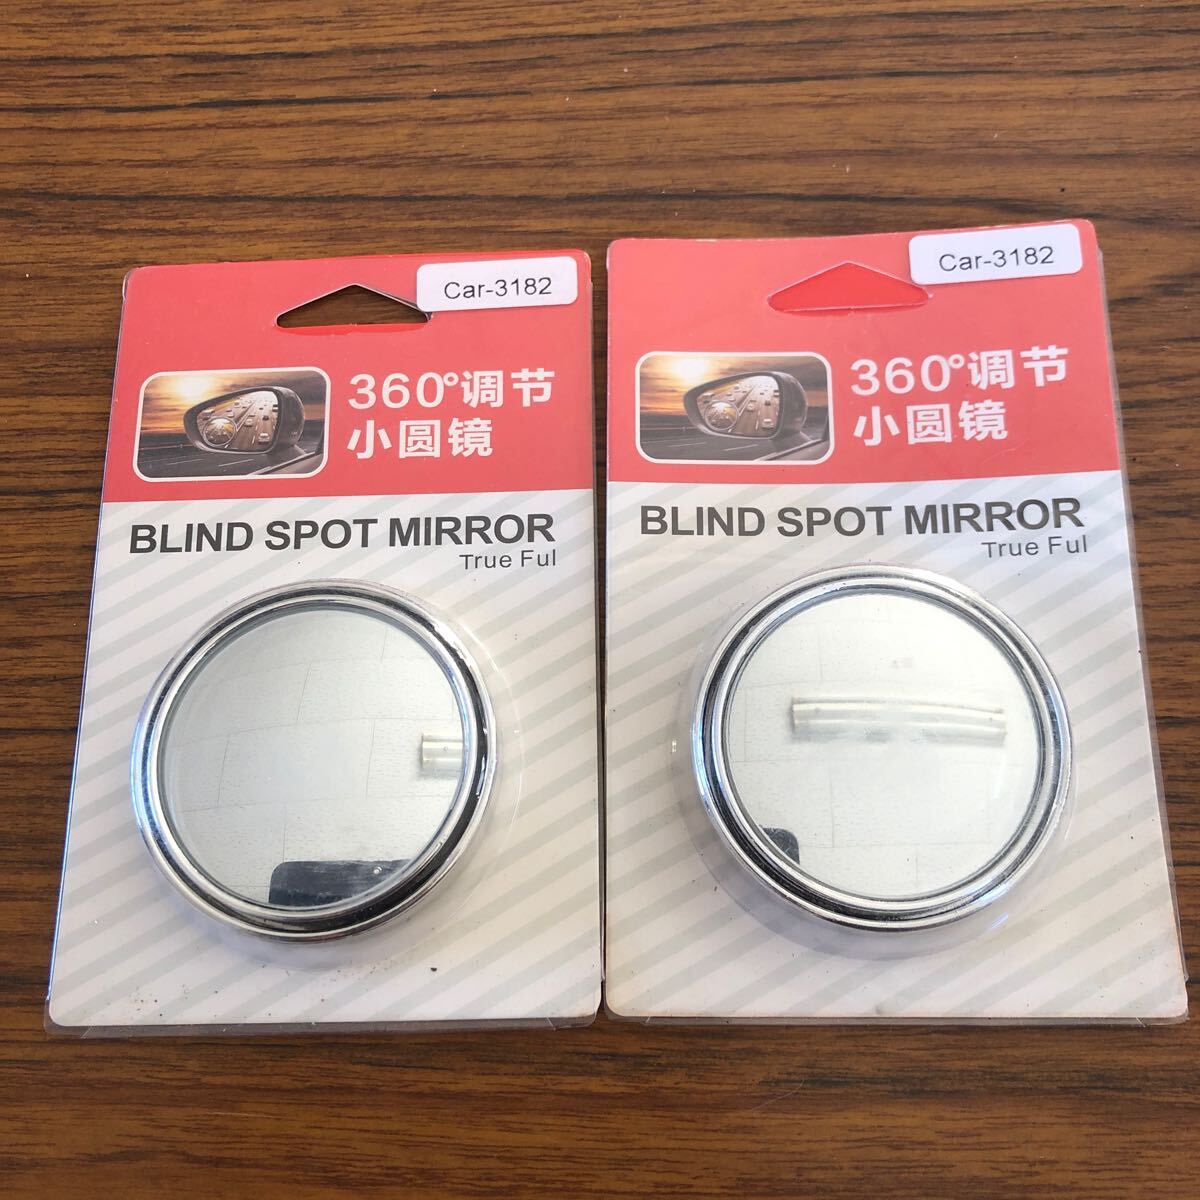 Car-3182
360°调节
小圆镜
BLIND SPOT MIRROR
True Ful
Car-3182
360°调节
小圆镜
BLIND SPOT MIRROR
True Ful